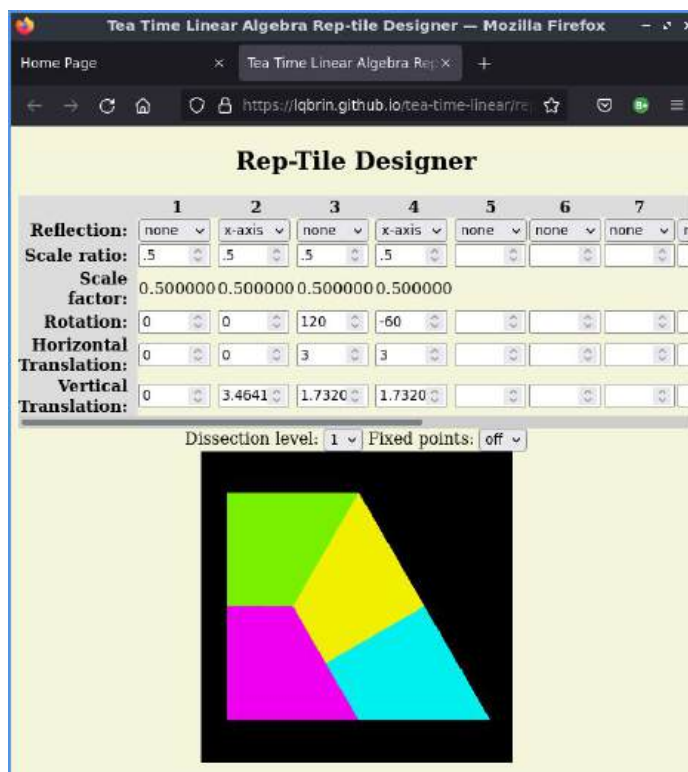 Tea Time Linear Algebra Rep-tile Designer — Mozilla Firefox
Home Page × Tea Time Linear Algebra Rep ×
https://lqbrin.github.io/tea-time-linear/re
Rep-Tile Designer
1 2 3 4 5 6 7
Reflection: none x-axis none x-axis none none none
Scale ratio: .5 .5 .5 .5
Scale
factor: 0.500000 0.500000 0.500000 0.500000
Rotation: 0 0 120 -60
Horizontal
Translation: 0 0 3 3
Vertical
Translation: 0 3.4641 1.7320 1.7320
Dissection level: 1 Fixed points: off